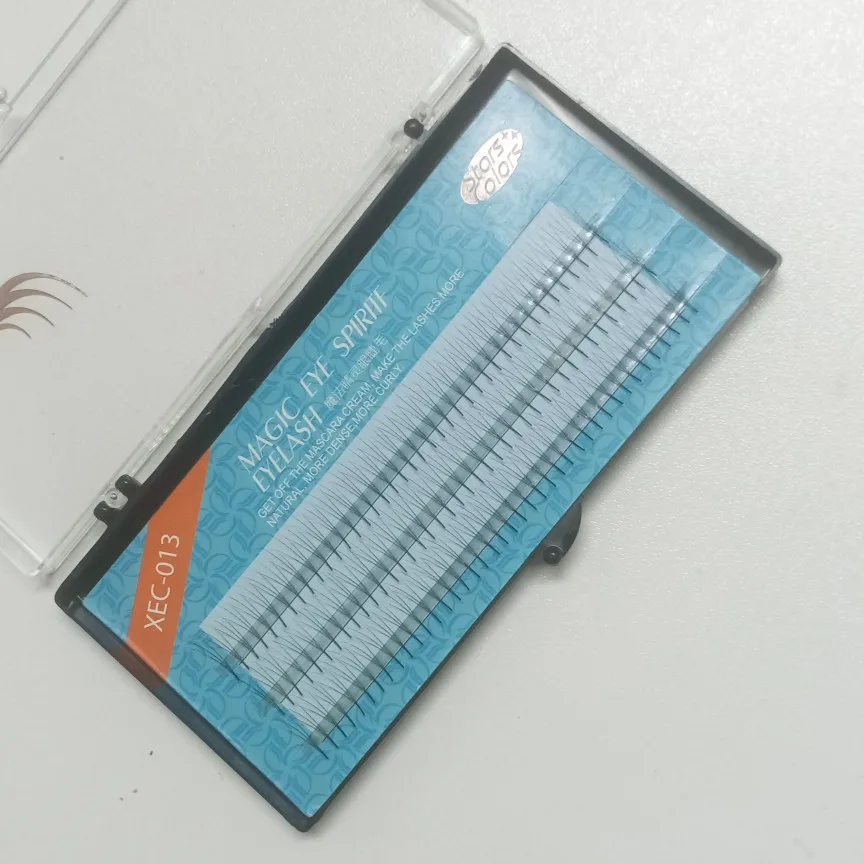 Stars
Colors
MAGIC EYE SPIRIT
EYELASH
GET OFF THE MASCARA CREAM, MAKE THE LASHES MORE
NATURAL, MORE DENSE,MORE CURLY
XEC-013